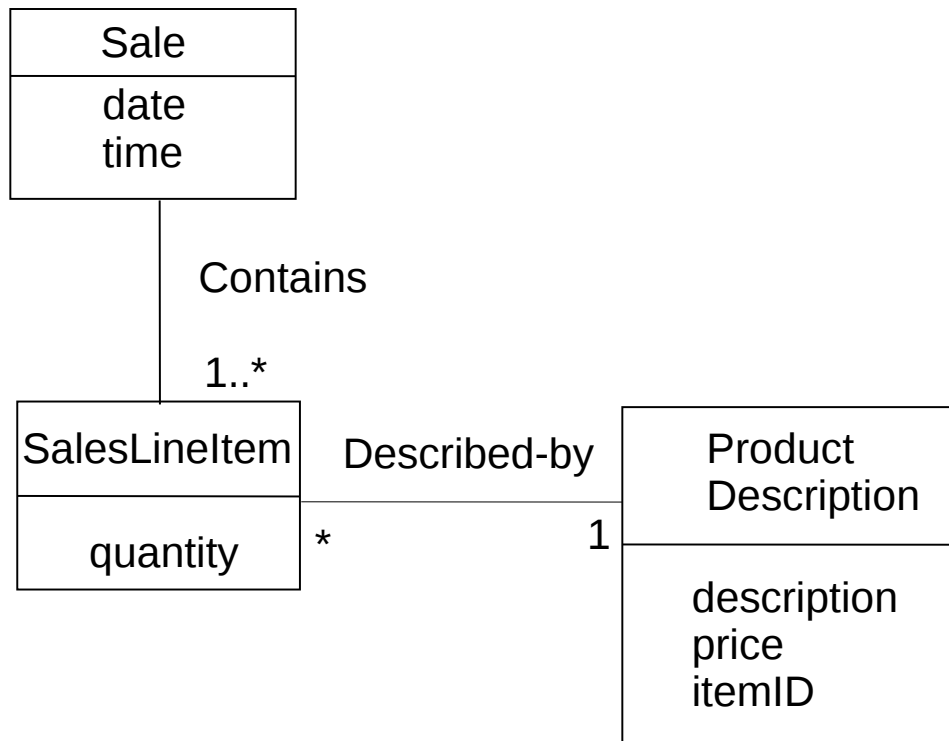 Sale
date
time
Contains
1..*
SalesLineItem
quantity
Described-by
*
1
Product
Description
description
price
itemID